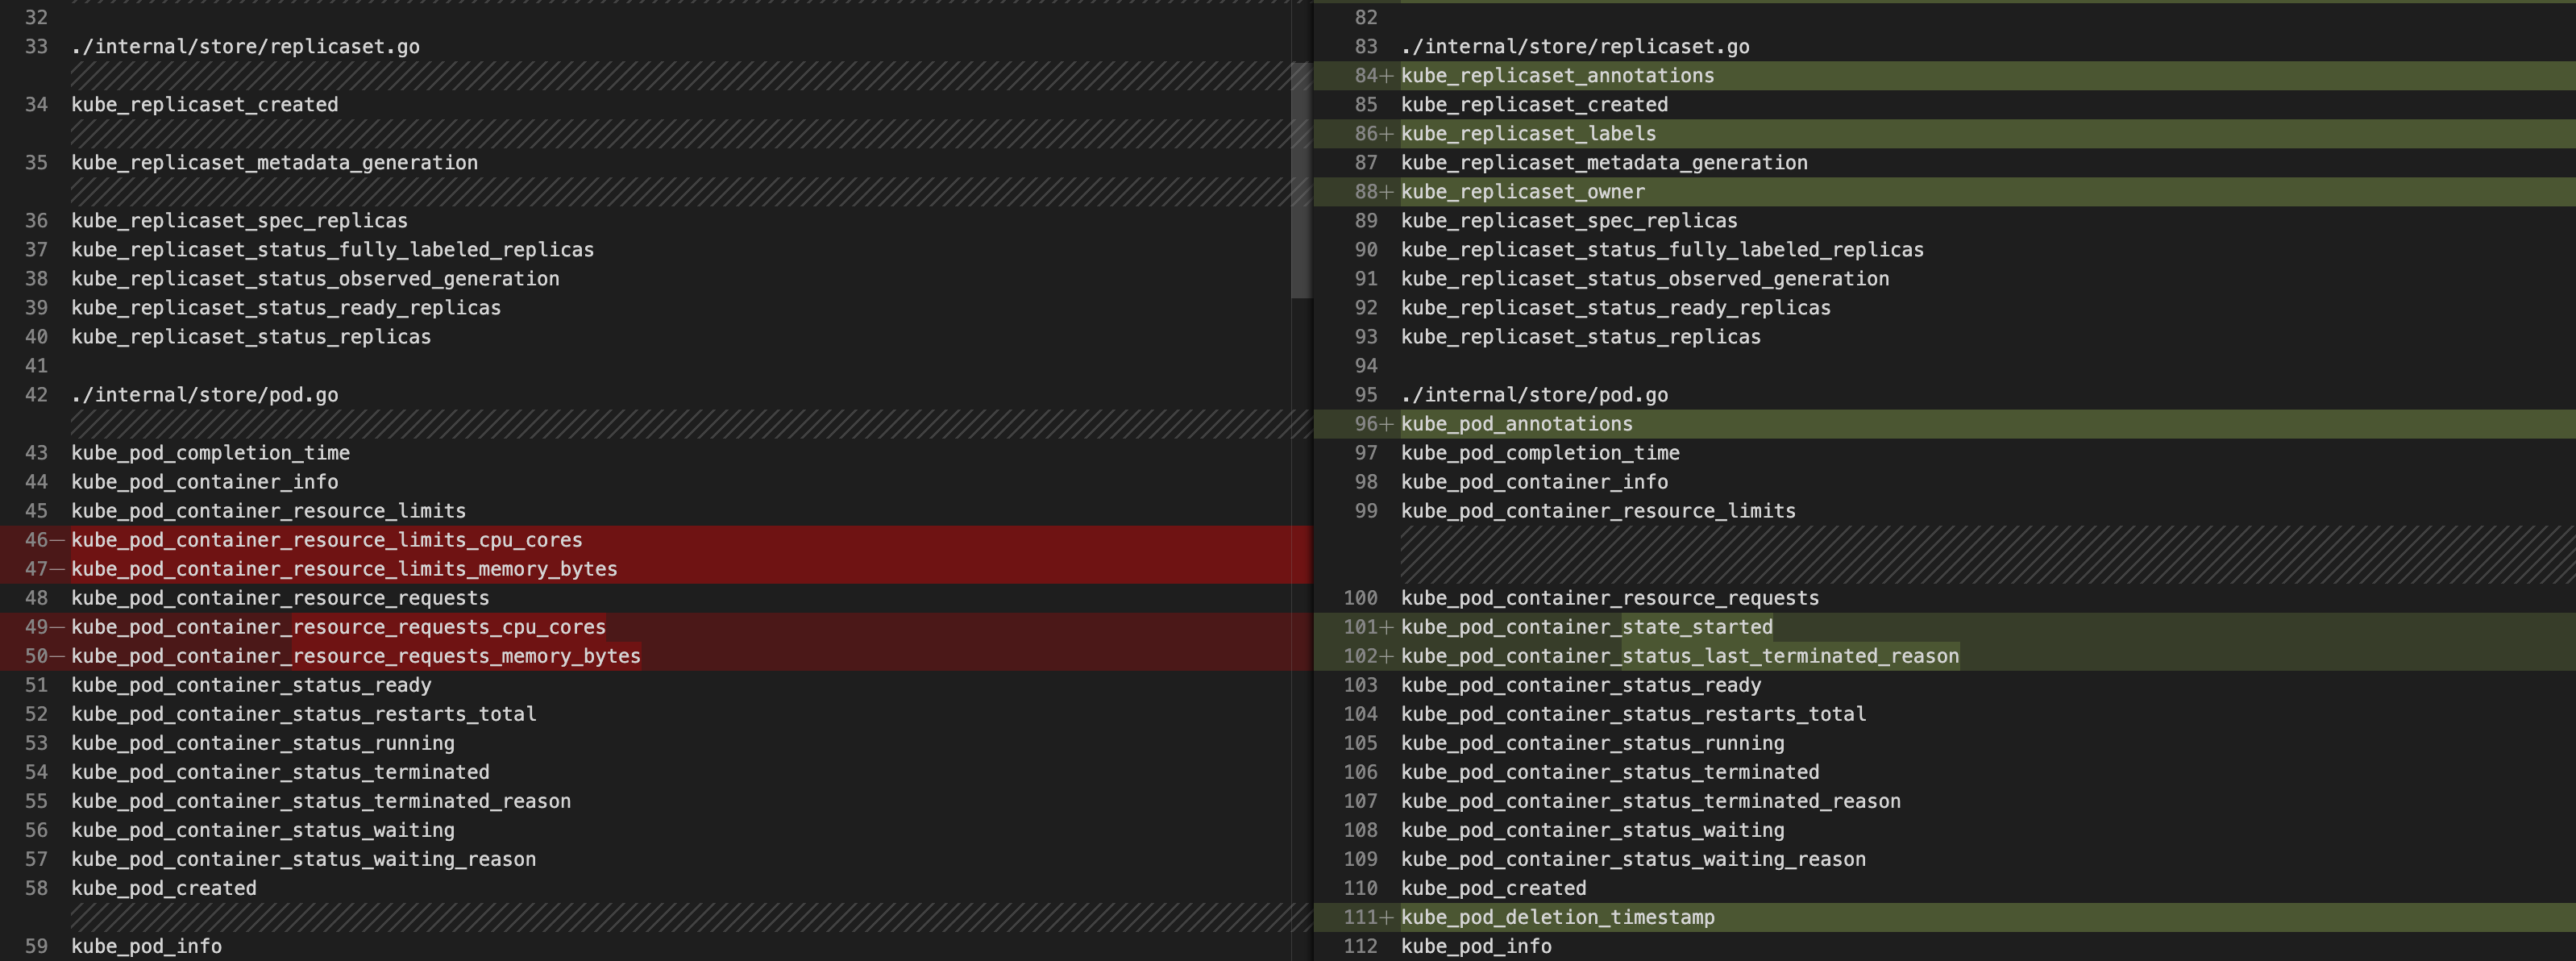 32
33 ./internal/store/replicaset.go
34 kube_replicaset_created
35 kube_replicaset_metadata_generation
36 kube_replicaset_spec_replicas
37 kube_replicaset_status_fully_labeled_replicas
38 kube_replicaset_status_observed_generation
39 kube_replicaset_status_ready_replicas
40 kube_replicaset_status_replicas
41
42 ./internal/store/pod.go
43 kube_pod_completion_time
44 kube_pod_container_info
45 kube_pod_container_resource_limits
46— kube_pod_container_resource_limits_cpu_cores
47— kube_pod_container_resource_limits_memory_bytes
48 kube_pod_container_resource_requests
49— kube_pod_container_resource_requests_cpu_cores
50— kube_pod_container_resource_requests_memory_bytes
51 kube_pod_container_status_ready
52 kube_pod_container_status_restarts_total
53 kube_pod_container_status_running
54 kube_pod_container_status_terminated
55 kube_pod_container_status_terminated_reason
56 kube_pod_container_status_waiting
57 kube_pod_container_status_waiting_reason
58 kube_pod_created
59 kube_pod_info
82
83 ./internal/store/replicaset.go
84+ kube_replicaset_annotations
85 kube_replicaset_created
86+ kube_replicaset_labels
87 kube_replicaset_metadata_generation
88+ kube_replicaset_owner
89 kube_replicaset_spec_replicas
90 kube_replicaset_status_fully_labeled_replicas
91 kube_replicaset_status_observed_generation
92 kube_replicaset_status_ready_replicas
93 kube_replicaset_status_replicas
94
95 ./internal/store/pod.go
96+ kube_pod_annotations
97 kube_pod_completion_time
98 kube_pod_container_info
99 kube_pod_container_resource_limits
100 kube_pod_container_resource_requests
101+ kube_pod_container_state_started
102+ kube_pod_container_status_last_terminated_reason
103 kube_pod_container_status_ready
104 kube_pod_container_status_restarts_total
105 kube_pod_container_status_running
106 kube_pod_container_status_terminated
107 kube_pod_container_status_terminated_reason
108 kube_pod_container_status_waiting
109 kube_pod_container_status_waiting_reason
110 kube_pod_created
111+ kube_pod_deletion_timestamp
112 kube_pod_info